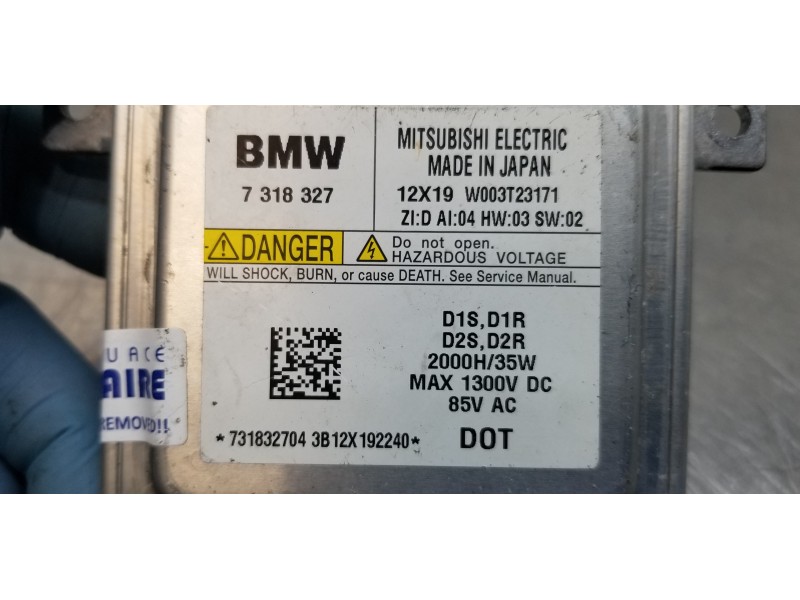 BMW
7 318 327
MITSUBISHI ELECTRIC
MADE IN JAPAN
12X19 W003T23171
ZI:D AI:04 HW:03 SW:02
DANGER
Do not open.
HAZARDOUS VOLTAGE
WILL SHOCK, BURN, or cause DEATH. See Service Manual.
D1S,D1R
D2S,D2R
2000H/35W
MAX 1300V DC
85V AC
*731832704 3B12X192240*
DOT
AIRE
REMOVED!!